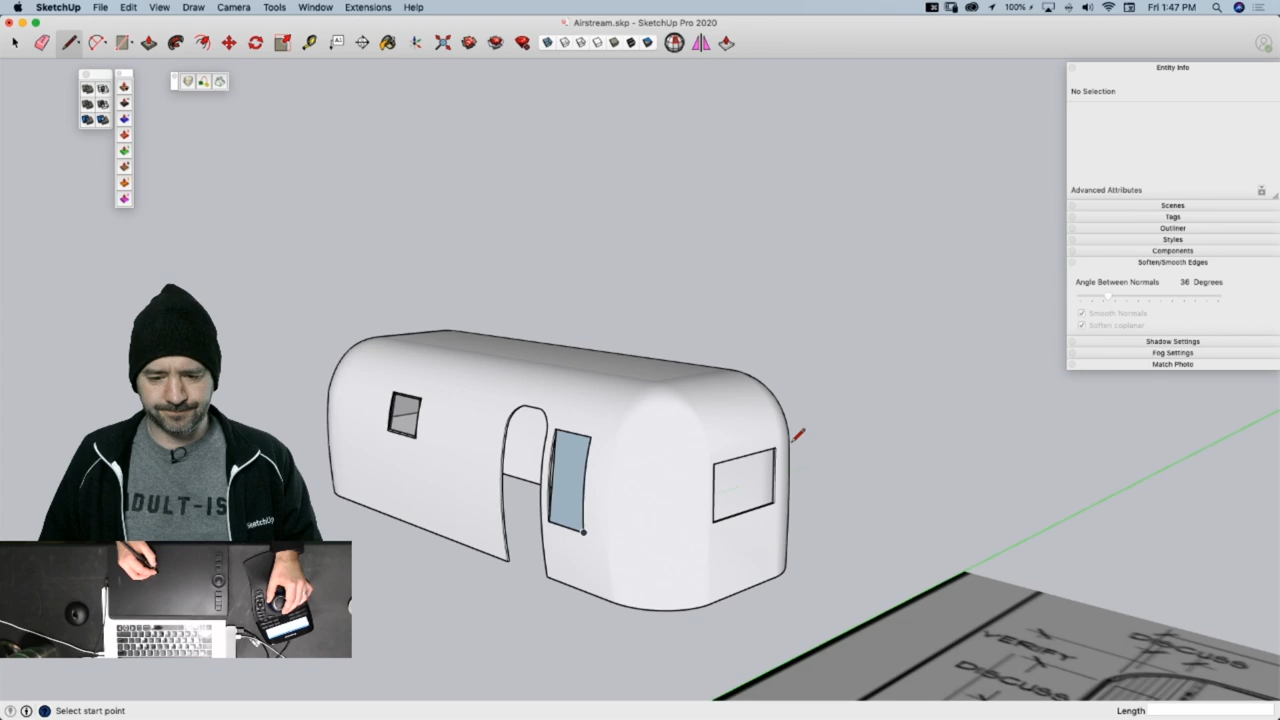 SketchUp File Edit View Draw Camera Tools Window Extensions Help
100% Fri 1:47 PM
Airstream.skp - SketchUp Pro 2020
Entity Info
No Selection
Advanced Attributes
Scenes
Tags
Outliner
Styles
Components
Soften/Smooth Edges
Angle Between Normals 36 Degrees
Smooth Normals
Soften coplanar
Shadow Settings
Fog Settings
Match Photo
DULT-IS
SketchUp
VERIFY
DISCUSS
DISCUSS
Select start point
Length